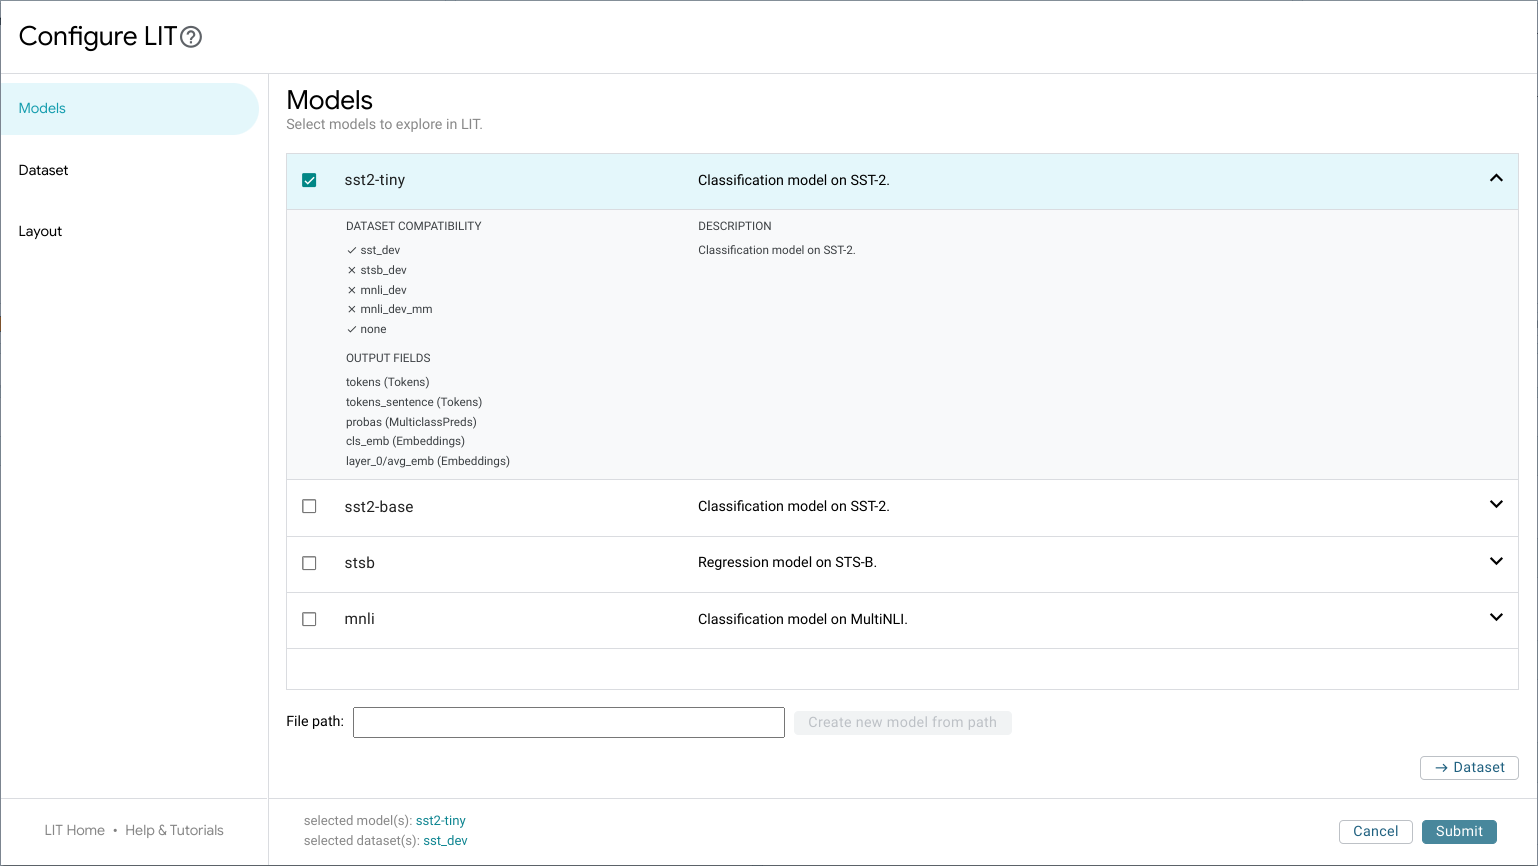 Configure LIT
Models
Dataset
Layout
Models
Select models to explore in LIT.
sst2-tiny
Classification model on SST-2.
DATASET COMPATIBILITY
sst_dev
stsb_dev
mnli_dev
mnli_dev_mm
none
OUTPUT FIELDS
tokens (Tokens)
tokens_sentence (Tokens)
probas (MulticlassPreds)
cls_emb (Embeddings)
layer_0/avg_emb (Embeddings)
DESCRIPTION
Classification model on SST-2.
sst2-base
Classification model on SST-2.
stsb
Regression model on STS-B.
mnli
Classification model on MultiNLI.
File path:
Create new model from path
→ Dataset
LIT Home • Help & Tutorials
selected model(s): sst2-tiny
selected dataset(s): sst_dev
Cancel
Submit